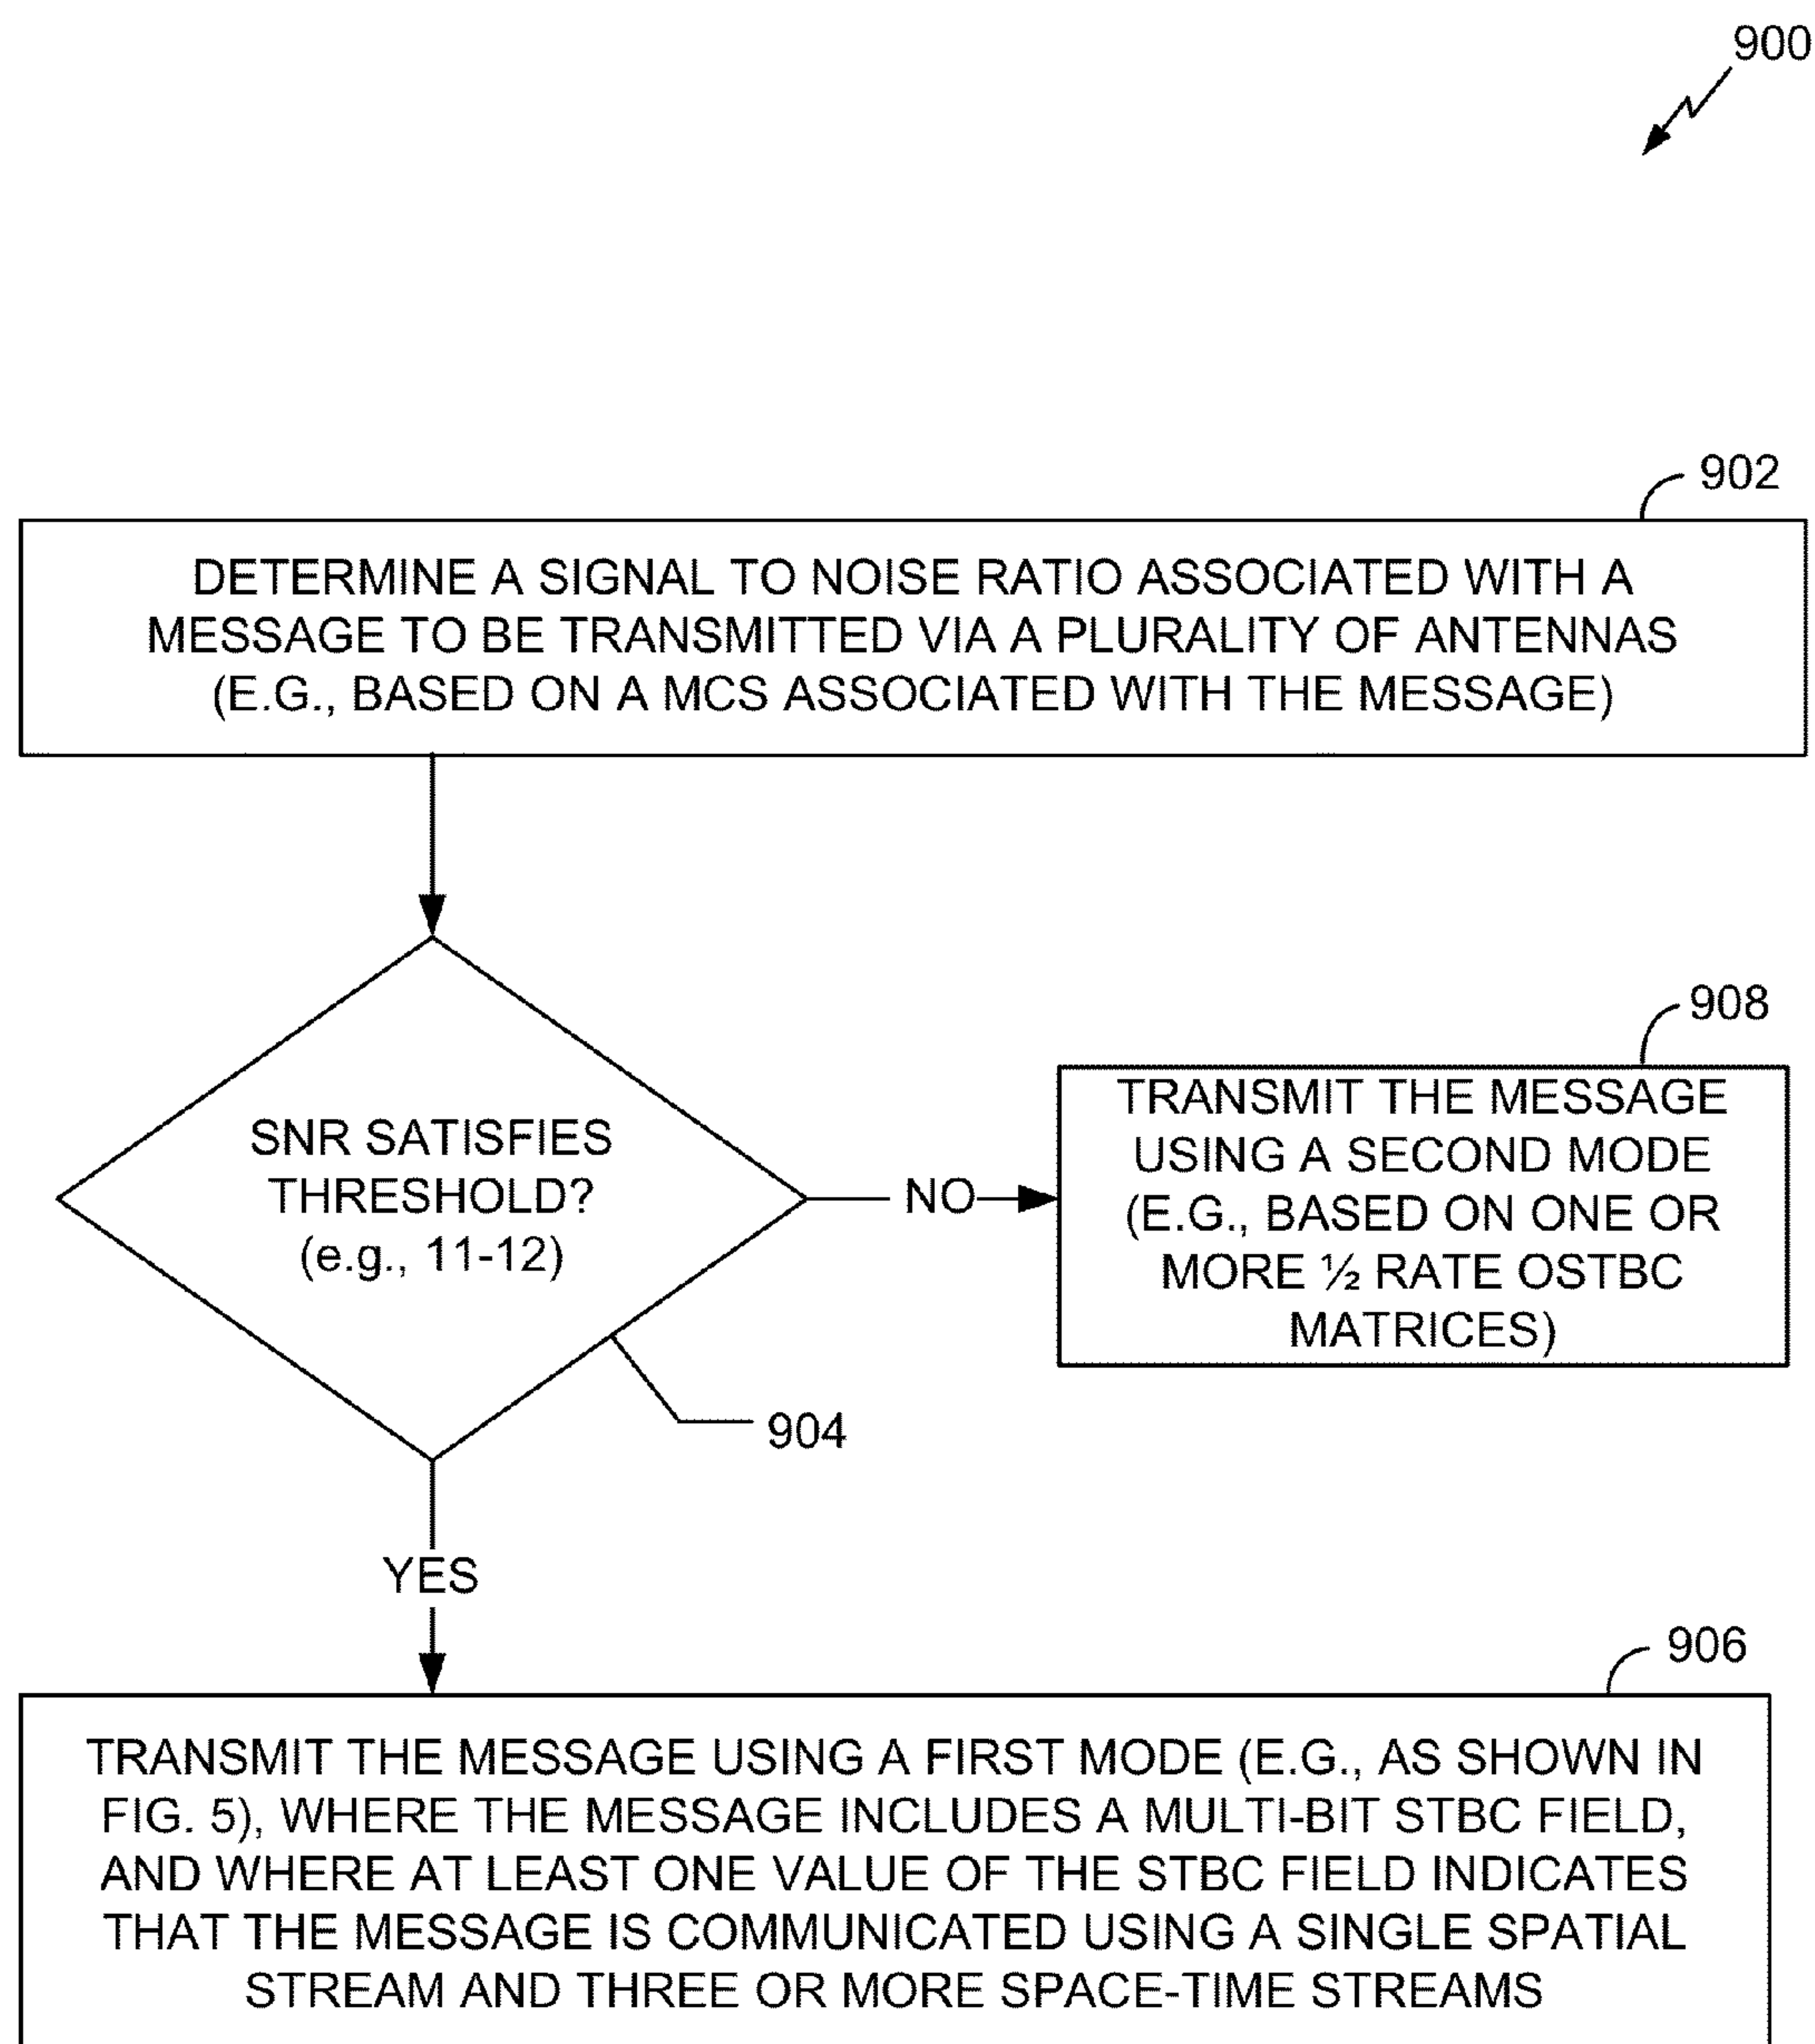 900
902
DETERMINE A SIGNAL TO NOISE RATIO ASSOCIATED WITH A
MESSAGE TO BE TRANSMITTED VIA A PLURALITY OF ANTENNAS
(E.G., BASED ON A MCS ASSOCIATED WITH THE MESSAGE)
SNR SATISFIES
THRESHOLD?
(e.g., 11-12)
904
NO
908
TRANSMIT THE MESSAGE
USING A SECOND MODE
(E.G., BASED ON ONE OR
MORE ½ RATE OSTBC
MATRICES)
YES
906
TRANSMIT THE MESSAGE USING A FIRST MODE (E.G., AS SHOWN IN
FIG. 5), WHERE THE MESSAGE INCLUDES A MULTI-BIT STBC FIELD,
AND WHERE AT LEAST ONE VALUE OF THE STBC FIELD INDICATES
THAT THE MESSAGE IS COMMUNICATED USING A SINGLE SPATIAL
STREAM AND THREE OR MORE SPACE-TIME STREAMS